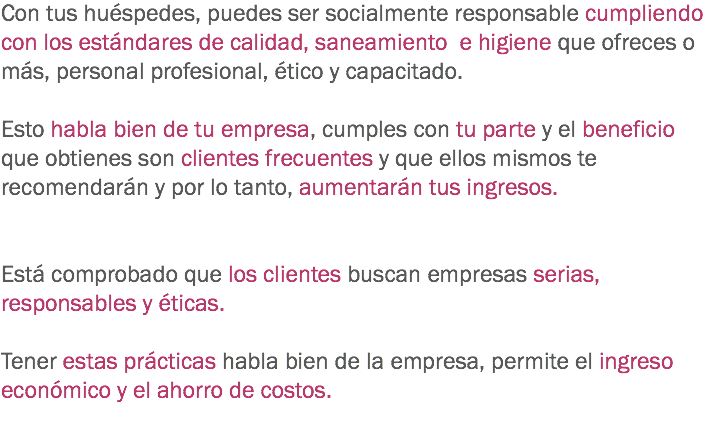 Con tus huéspedes, puedes ser socialmente responsable cumpliendo
con los estándares de calidad, saneamiento  e higiene que ofreces o
más, personal profesional, ético y capacitado.
Esto habla bien de tu empresa, cumples con tu parte y el beneficio
que obtienes son clientes frecuentes y que ellos mismos te
recomendarán y por lo tanto, aumentarán tus ingresos.
Está comprobado que los clientes buscan empresas serias,
responsables y éticas.
Tener estas prácticas habla bien de la empresa, permite el ingreso
económico y el ahorro de costos.